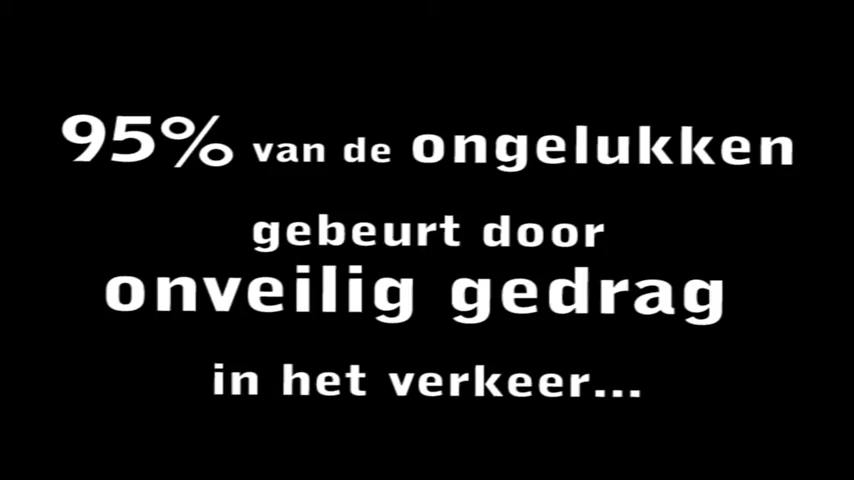 95% van de ongelukken
gebeurt door
onveilig gedrag
in het verkeer...